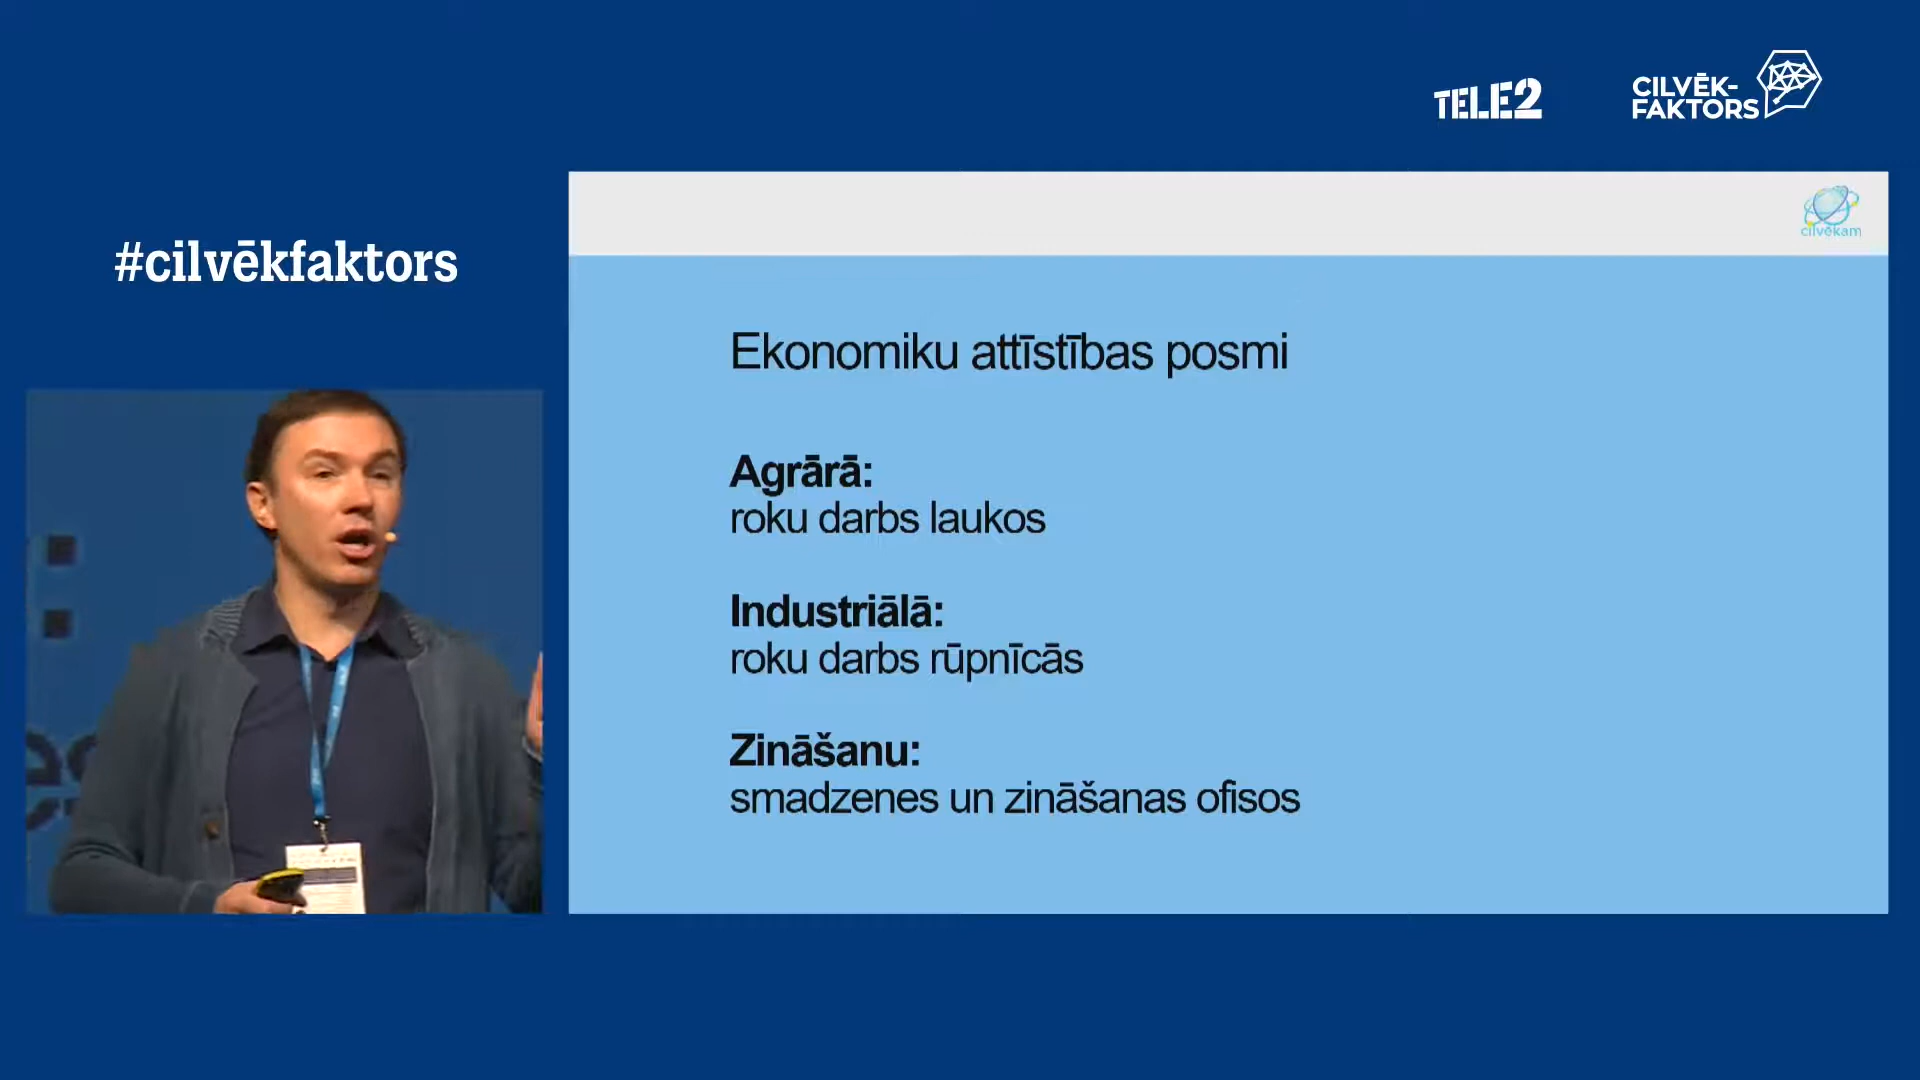 TELE2
CILVĒK-
FAKTORS
#cilvēkfaktors
cilvēkam
Ekonomiku attīstības posmi
Agrārā:
roku darbs laukos
Industriālā:
roku darbs rūpnīcās
Zināšanu:
smadzenes un zināšanas ofisos